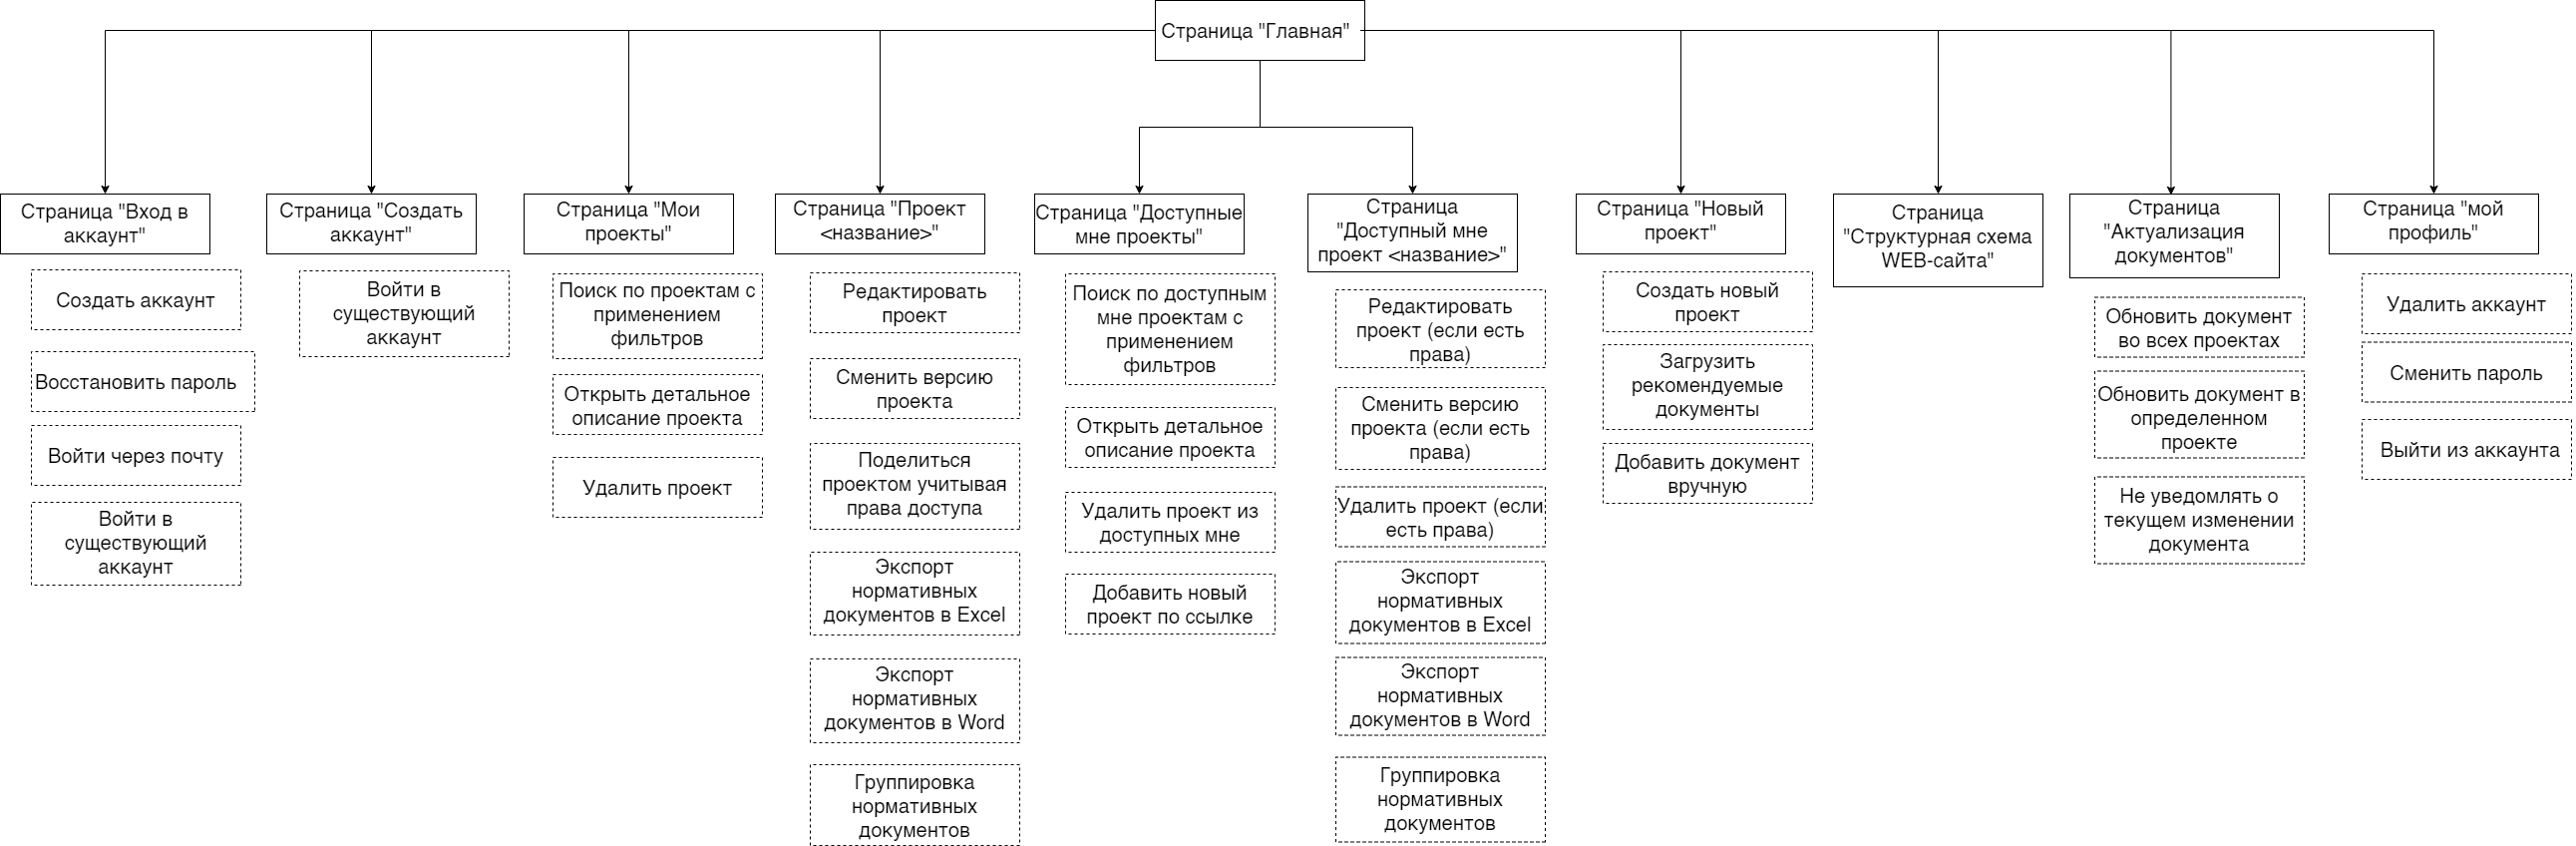 Страница "Главная"
Страница "Вход в
аккаунт"
Создать аккаунт
Восстановить пароль
Войти через почту
Войти в
существующий
аккаунт
Страница "Создать
аккаунт"
Войти в
существующий
аккаунт
Страница "Мои
проекты"
Поиск по проектам с
применением
фильтров
Открыть детальное
описание проекта
Удалить проект
Страница "Проект
<название>"
Редактировать
проект
Сменить версию
проекта
Поделиться
проектом учитывая
права доступа
Экспорт
нормативных
документов в Excel
Экспорт
нормативных
документов в Word
Группировка
нормативных
документов
Страница "Доступные
мне проекты"
Поиск по доступным
мне проектам с
применением
фильтров
Открыть детальное
описание проекта
Удалить проект из
доступных мне
Добавить новый
проект по ссылке
Страница
"Доступный мне
проект <название>"
Редактировать
проект (если есть
права)
Сменить версию
проекта (если есть
права)
Удалить проект (если
есть права)
Экспорт
нормативных
документов в Excel
Экспорт
нормативных
документов в Word
Группировка
нормативных
документов
Страница "Новый
проект"
Создать новый
проект
Загрузить
рекомендуемые
документы
Добавить документ
вручную
Страница
"Структурная схема
WEB-сайта"
Страница
"Актуализация
документов"
Обновить документ
во всех проектах
Обновить документ в
определенном
проекте
Не уведомлять о
текущем изменении
документа
Страница "мой
профиль"
Удалить аккаунт
Сменить пароль
Выйти из аккаунта